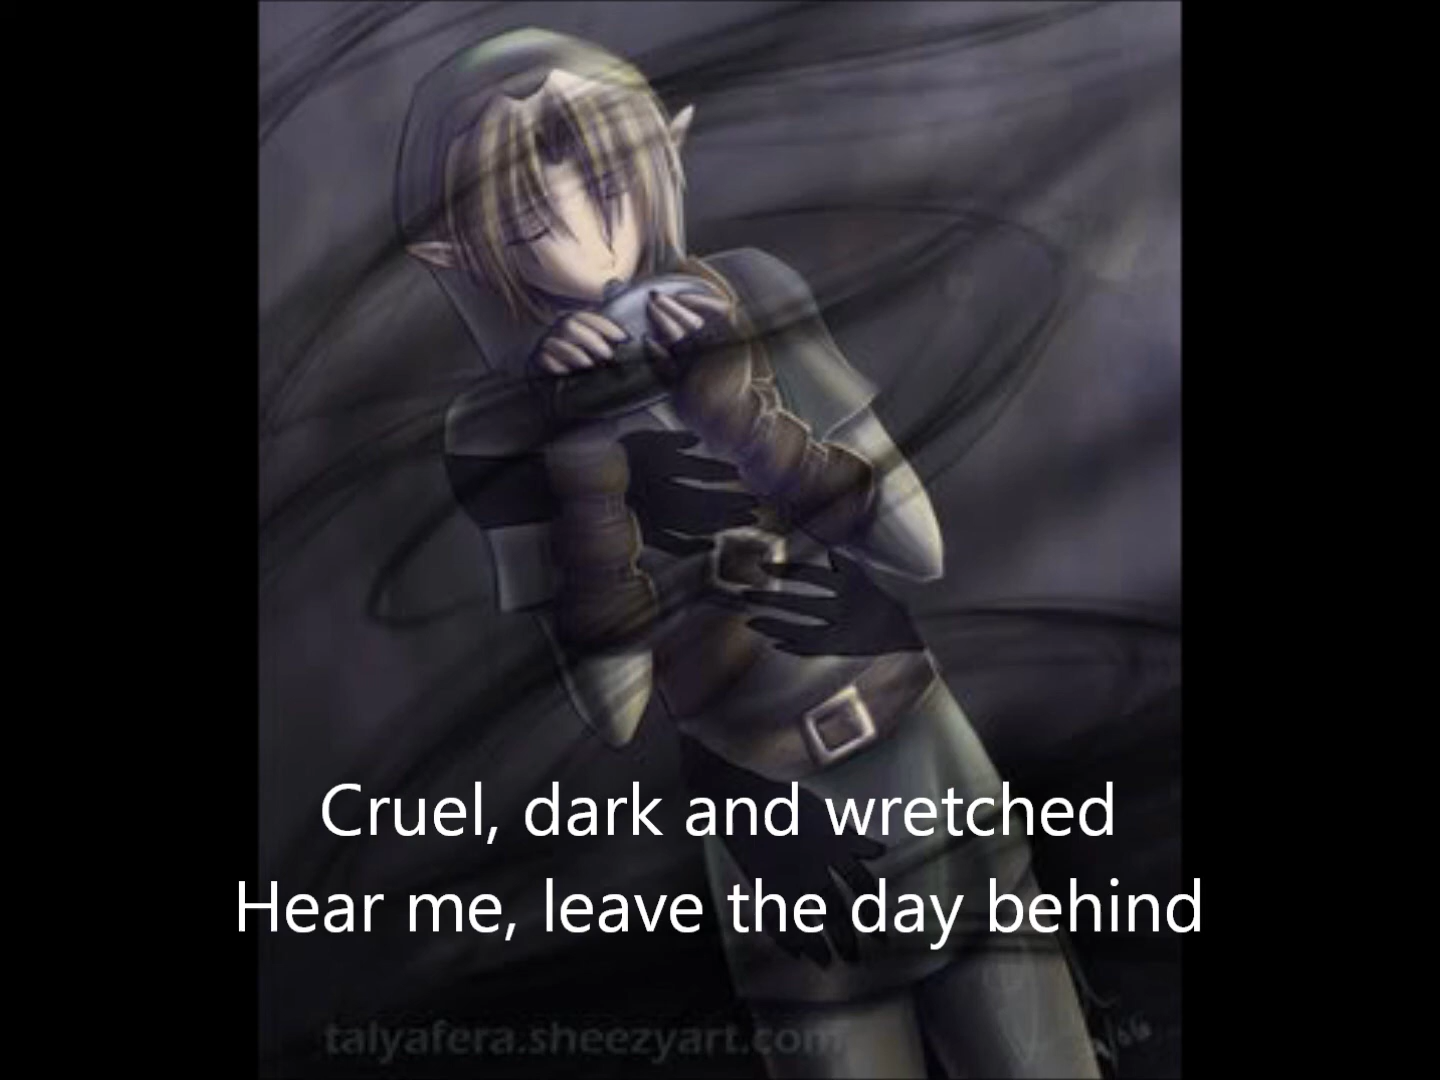 Cruel, dark and wretched
Hear me, leave the day behind
talyafera.sheezyart.com